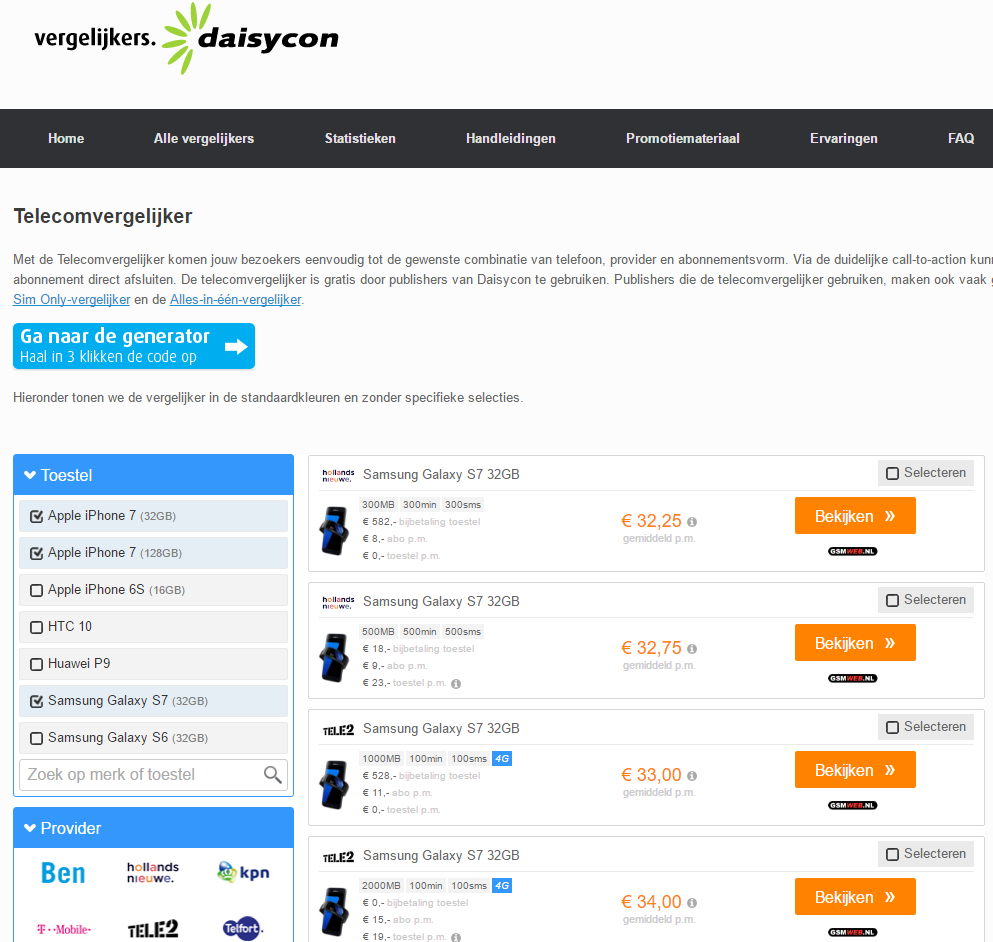 vergelijkers. daisycon
Home Alle vergelijkers Statistieken Handleidingen Promotiemateriaal Ervaringen FAQ
Telecomvergelijker
Met de Telecomvergelijker komen jouw bezoekers eenvoudig tot de gewenste combinatie van telefoon, provider en abonnementsvorm. Via de duidelijke call-to-action kunn
abonnement direct afsluiten. De telecomvergelijker is gratis door publishers van Daisycon te gebruiken. Publishers die de telecomvergelijker gebruiken, maken ook vaak g
Sim Only-vergelijker en de Alles-in-één-vergelijker.
Ga naar de generator
Haal in 3 klikken de code op
Hieronder tonen we de vergelijker in de standaardkleuren en zonder specifieke selecties.
Toestel
Apple iPhone 7 (32GB)
Apple iPhone 7 (128GB)
Apple iPhone 6S (16GB)
HTC 10
Huawei P9
Samsung Galaxy S7 (32GB)
Samsung Galaxy S6 (32GB)
Zoek op merk of toestel
Provider
Ben hollands nieuwe. kpn
T-Mobile TELE2 Telfort.
hollands nieuwe. Samsung Galaxy S7 32GB Selecteren
300MB 300min 300sms
€ 582,- bijbetaling toestel
€ 8,- abo p.m.
€ 0,- toestel p.m.
€ 32,25
gemiddeld p.m.
Bekijken »
GSMWEB.NL
hollands nieuwe. Samsung Galaxy S7 32GB Selecteren
500MB 500min 500sms
€ 18,- bijbetaling toestel
€ 9,- abo p.m.
€ 23,- toestel p.m.
€ 32,75
gemiddeld p.m.
Bekijken »
GSMWEB.NL
TELE2 Samsung Galaxy S7 32GB Selecteren
1000MB 100min 100sms 4G
€ 528,- bijbetaling toestel
€ 11,- abo p.m.
€ 0,- toestel p.m.
€ 33,00
gemiddeld p.m.
Bekijken »
GSMWEB.NL
TELE2 Samsung Galaxy S7 32GB Selecteren
2000MB 100min 100sms 4G
€ 0,- bijbetaling toestel
€ 15,- abo p.m.
€ 19,- toestel p.m.
€ 34,00
gemiddeld p.m.
Bekijken »
GSMWEB.NL